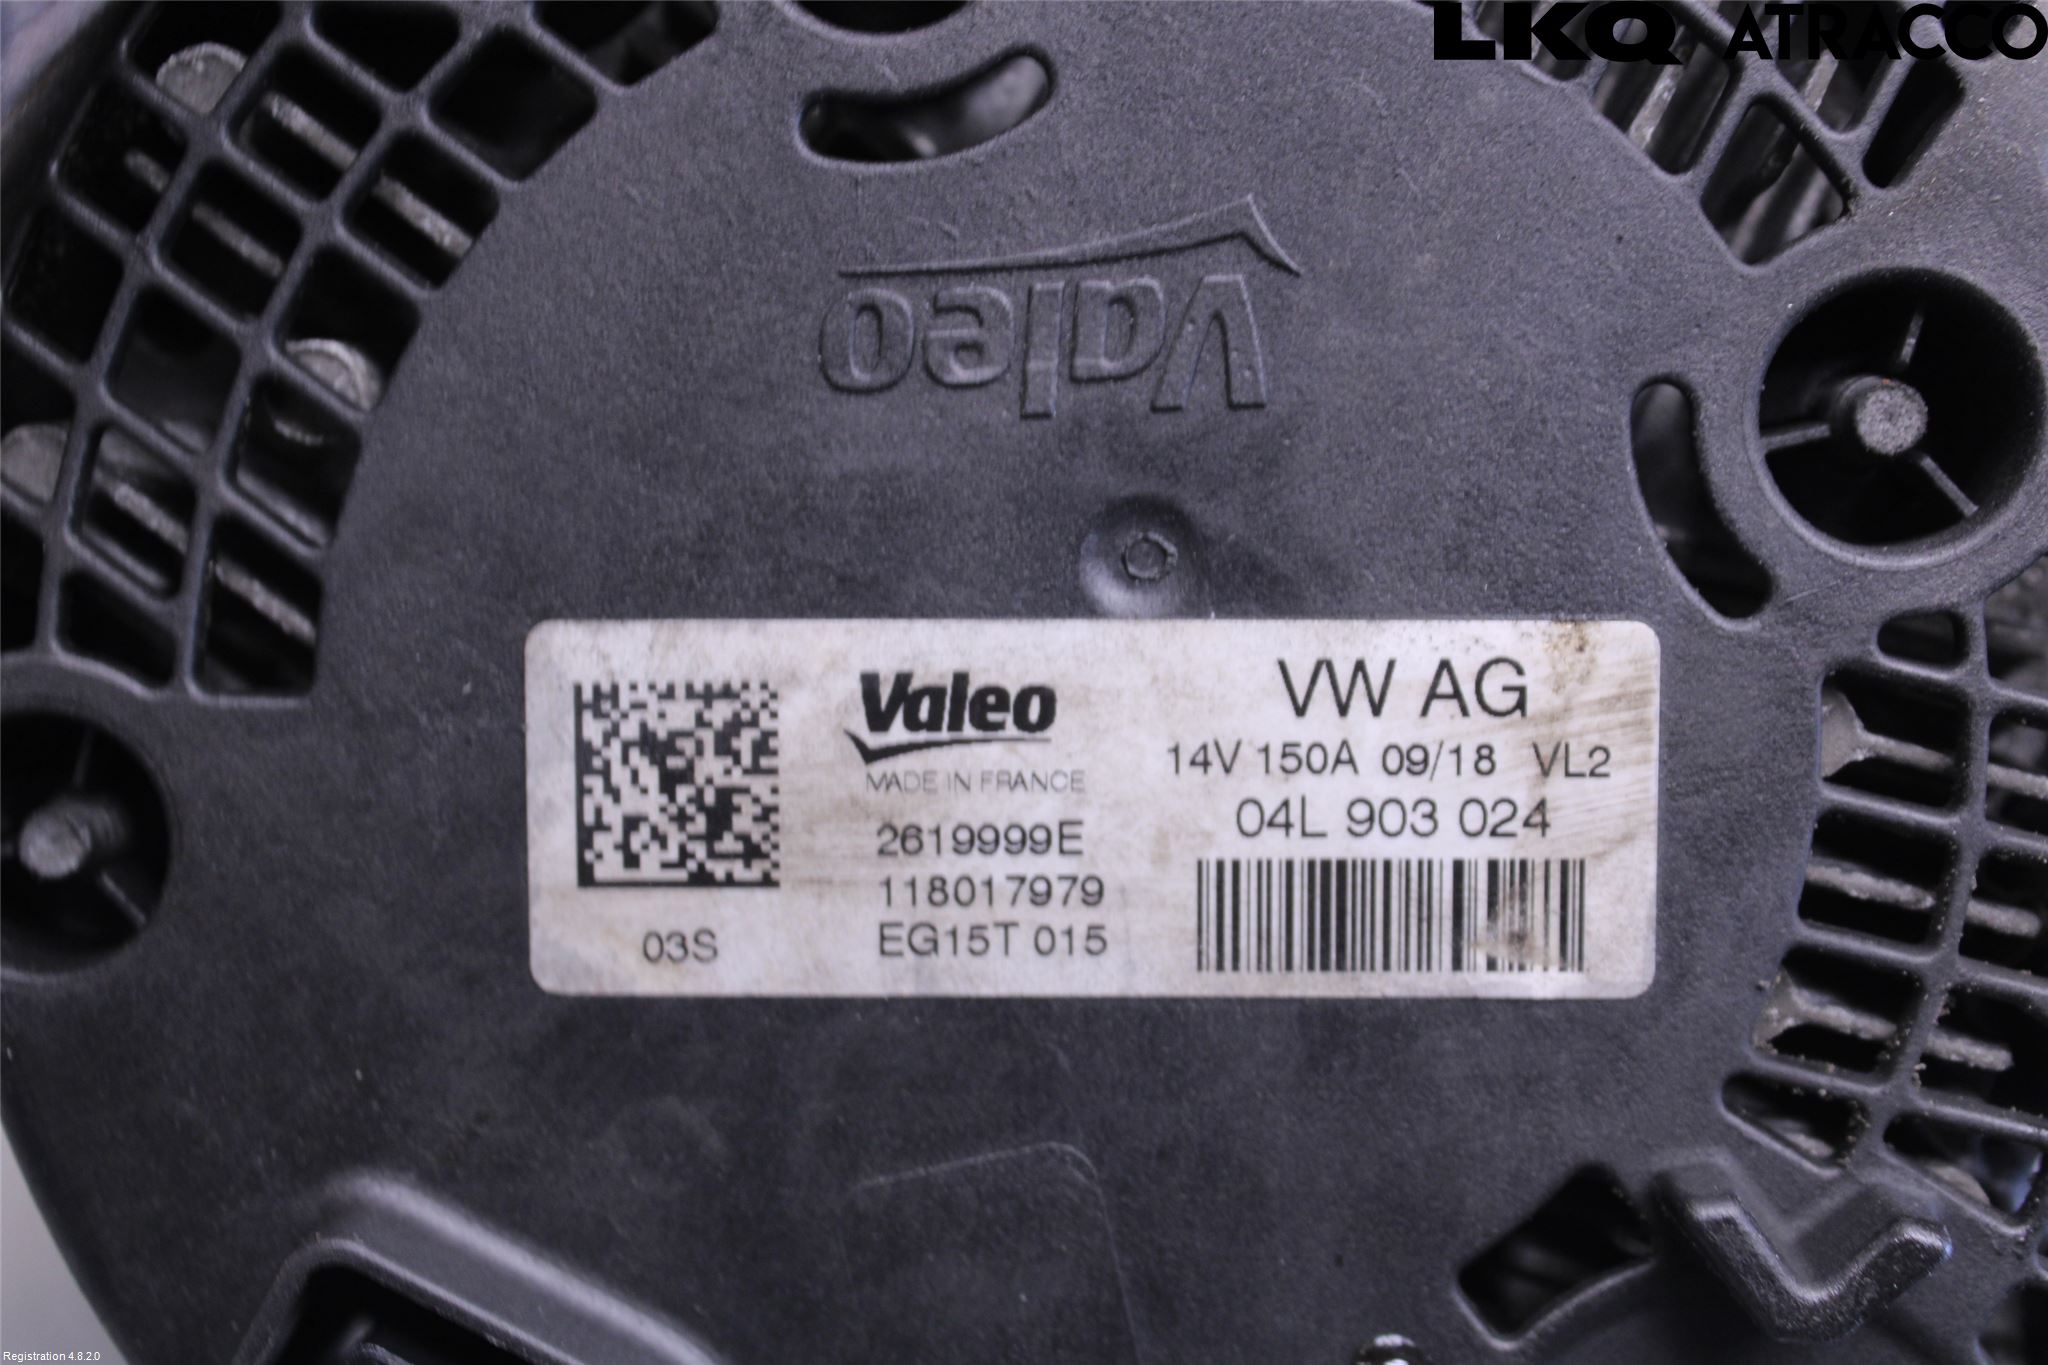 LKQ ATRACCO
Valeo
Valeo
MADE IN FRANCE
2619999E
118017979
EG15T 015
03S
VW AG
14V 150A 09/18 VL2
04L 903 024
Registration 4.8.2.0